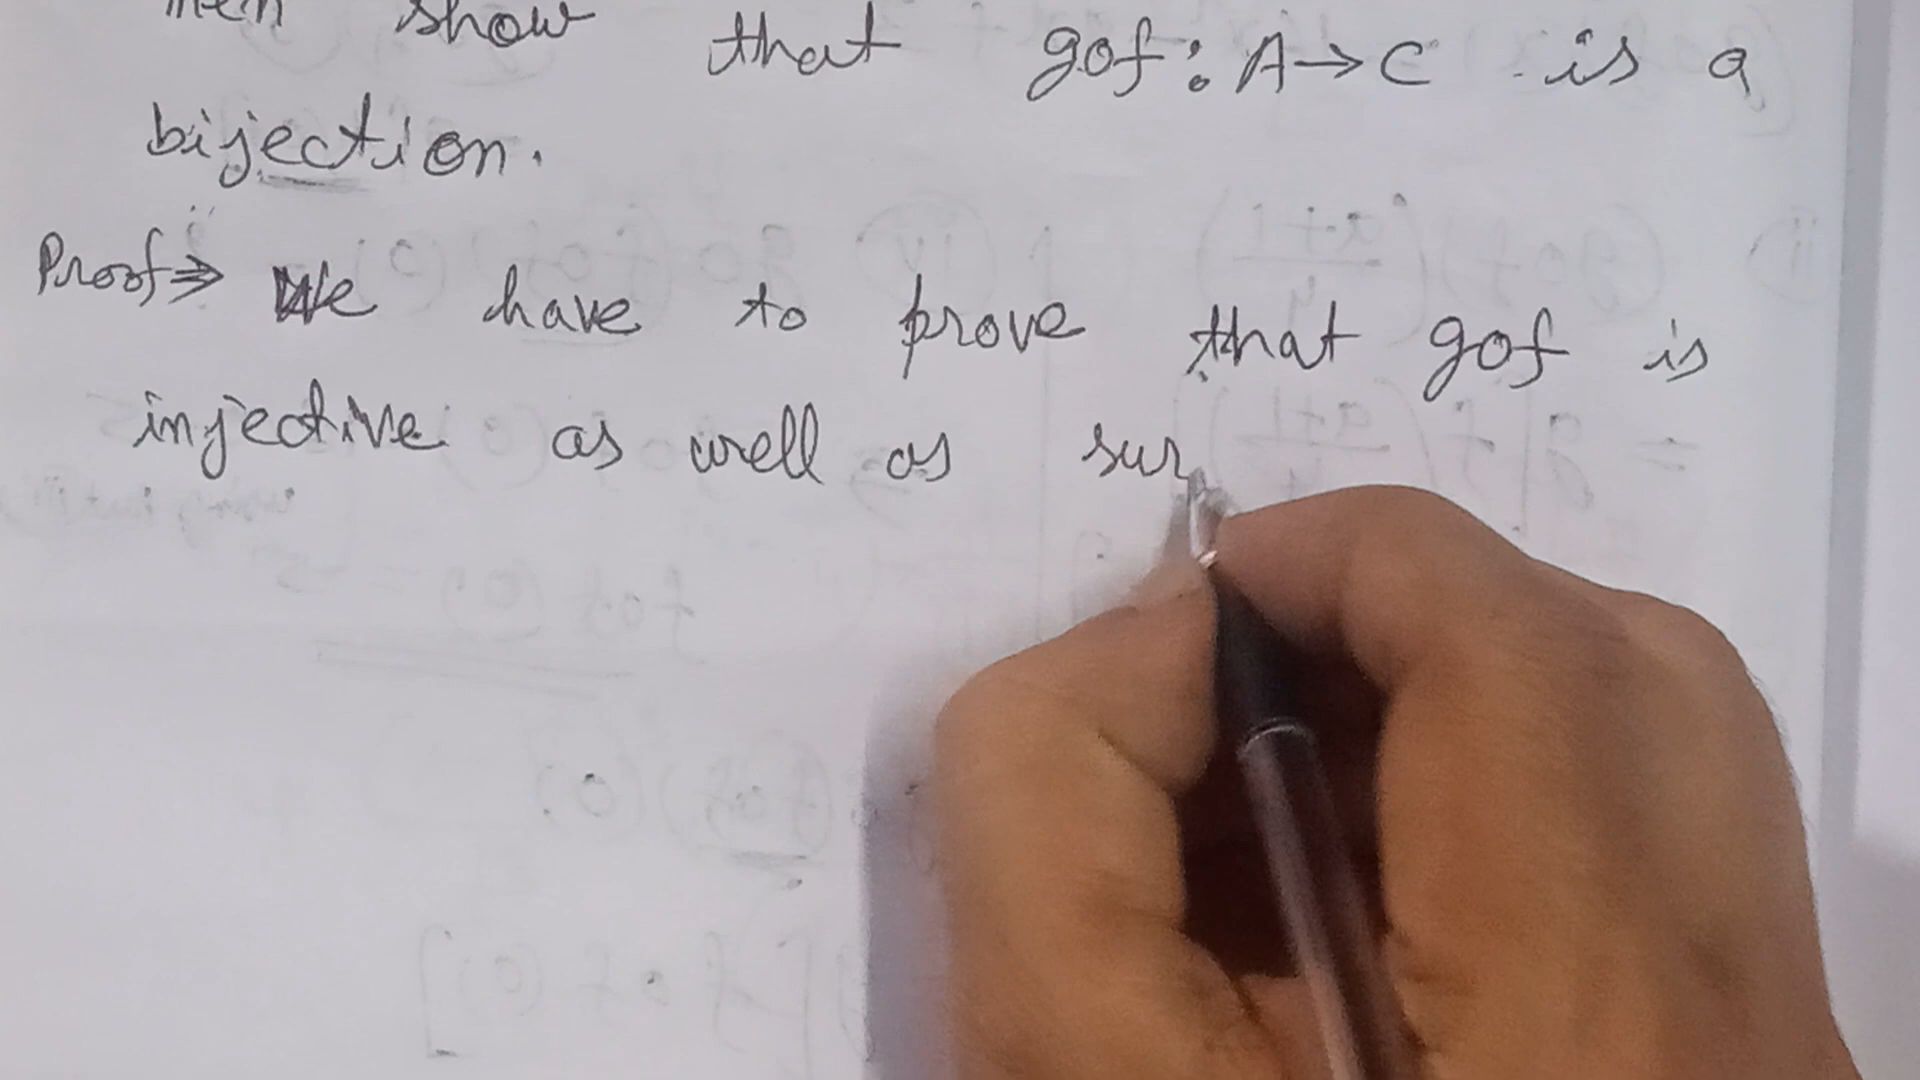 then show that gof: A→C is a
bijection.
Proof⇒ We have to prove that gof is
injective as well as sur